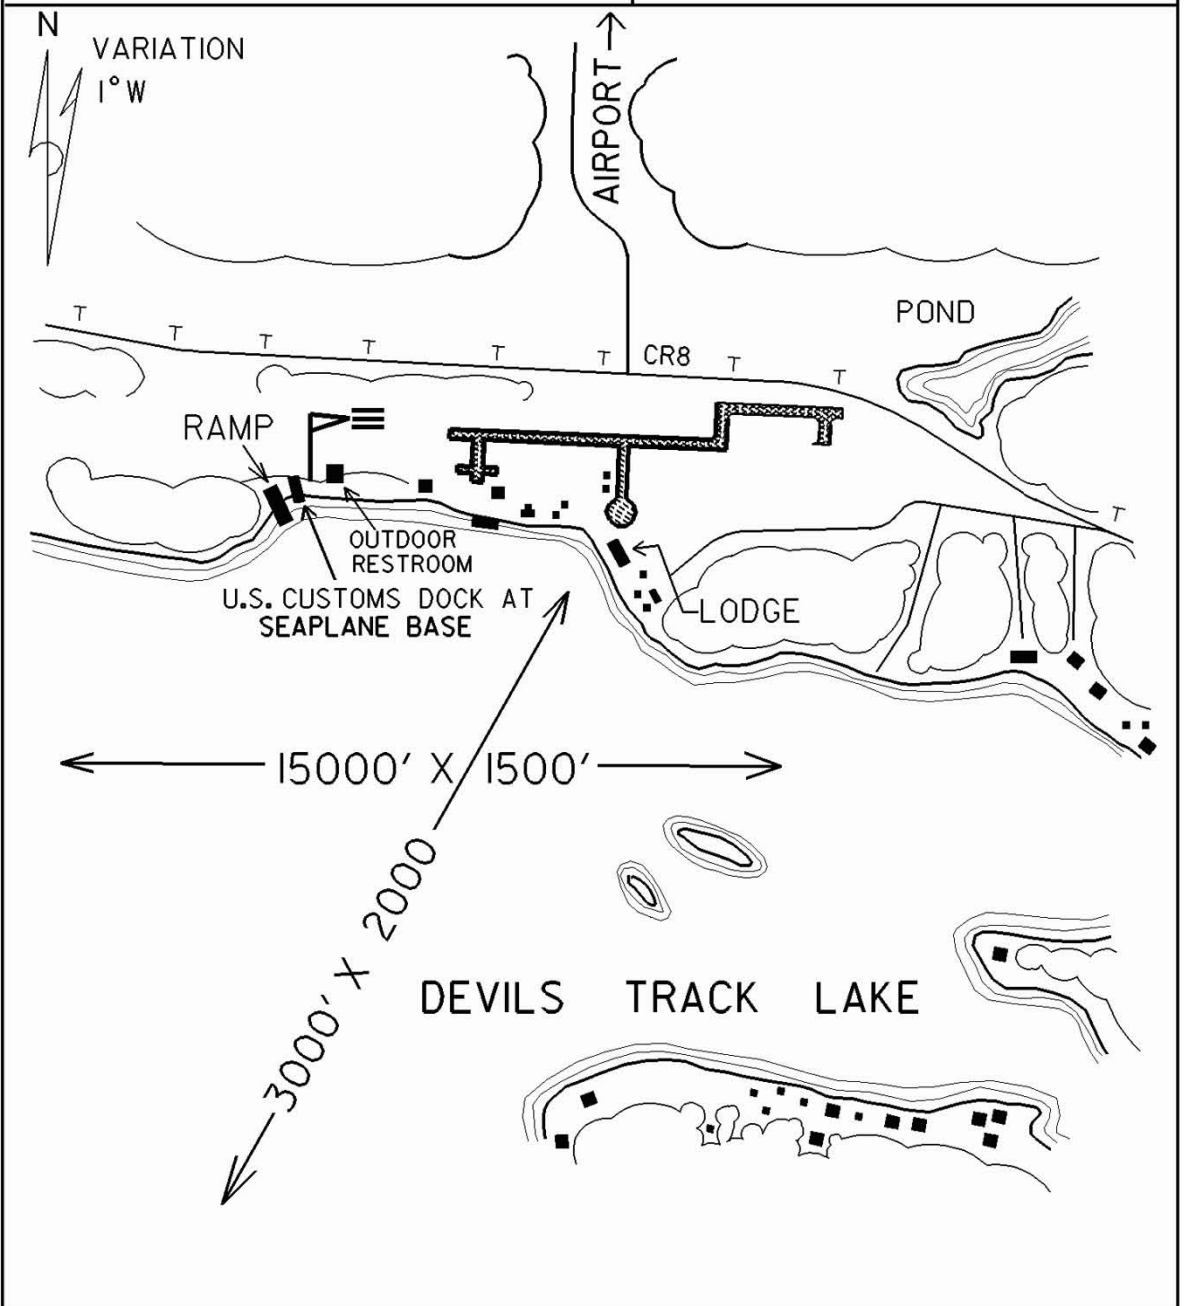 N
VARIATION
1° W
AIRPORT
POND
T
T
T
T
T
T
CR8
T
T
RAMP
T
OUTDOOR
RESTROOM
U.S. CUSTOMS DOCK AT
SEAPLANE BASE
LODGE
15000' X 1500'
3000' X 2000
DEVILS TRACK LAKE